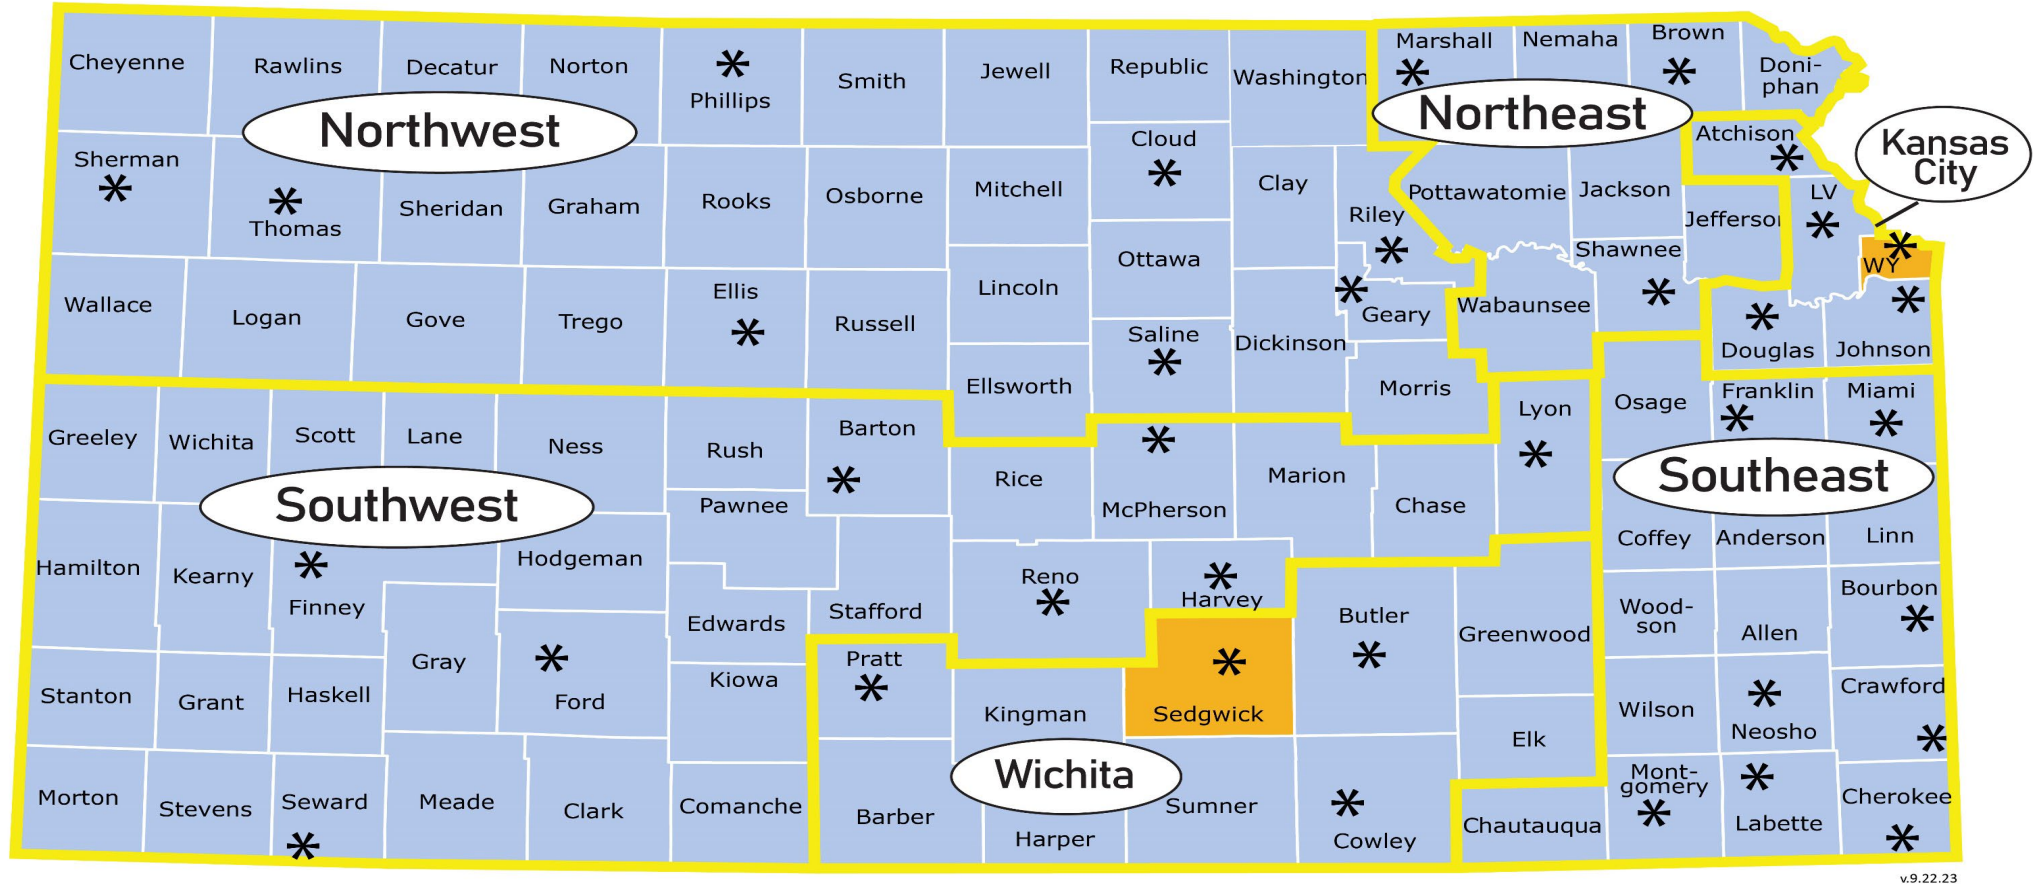 Cheyenne
Rawlins
Decatur
Norton
*
Phillips
Smith
Jewell
Republic
Washington
Marshall
*
Nemaha
Brown
*
Doni-
phan
Northwest
Northeast
Kansas
City
Sherman
*
*
Thomas
Sheridan
Graham
Rooks
Osborne
Mitchell
Cloud
*
Clay
Riley
*
Pottawatomie
Jackson
Atchison
*
Jefferson
LV
*
*
WY
Wallace
Logan
Gove
Trego
Ellis
*
Russell
Lincoln
Ottawa
Saline
*
Dickinson
*
Geary
Wabaunsee
Shawnee
*
*
Douglas
*
Johnson
Ellsworth
Morris
Greeley
Wichita
Scott
Lane
Ness
Rush
Barton
*
Rice
*
McPherson
Marion
Chase
Lyon
*
Osage
Franklin
*
Miami
*
Southwest
Southeast
Pawnee
Hamilton
Kearny
*
Finney
Hodgeman
Edwards
Stafford
Reno
*
*
Harvey
Butler
*
Greenwood
Coffey
Anderson
Linn
Wood-
son
Allen
Bourbon
*
Stanton
Grant
Haskell
Gray
*
Ford
Kiowa
Pratt
*
Kingman
*
Sedgwick
Elk
Wilson
*
Neosho
Crawford
*
Wichita
Morton
Stevens
Seward
*
Meade
Clark
Comanche
Barber
Harper
Sumner
*
Cowley
Chautauqua
Mont-
gomery
*
*
Labette
Cherokee
*
v.9.22.23